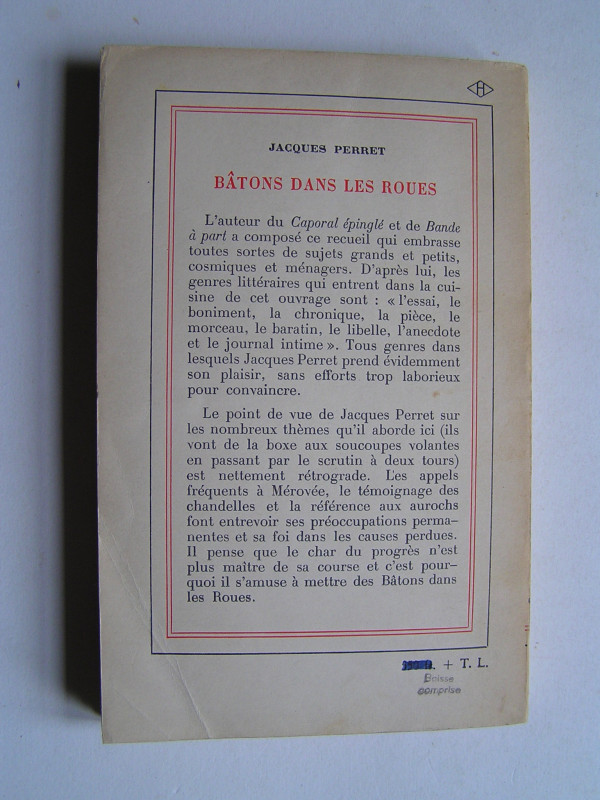 H
JACQUES PERRET
BÂTONS DANS LES ROUES
L'auteur du Caporal épinglé et de Bande
à part a composé ce recueil qui embrasse
toutes sortes de sujets grands et petits,
cosmiques et ménagers. D'après lui, les
genres littéraires qui entrent dans la cui-
sine de cet ouvrage sont : « l'essai, le
boniment, la chronique, la pièce, le
morceau, le baratin, le libelle, l'anecdote
et le journal intime ». Tous genres dans
lesquels Jacques Perret prend évidemment
son plaisir, sans efforts trop laborieux
pour convaincre.
Le point de vue de Jacques Perret sur
les nombreux thèmes qu'il aborde ici (ils
vont de la boxe aux soucoupes volantes
en passant par le scrutin à deux tours)
est nettement rétrograde. Les appels
fréquents à Mérovée, le témoignage des
chandelles et la référence aux aurochs
font entrevoir ses préoccupations perma-
nentes et sa foi dans les causes perdues.
Il pense que le char du progrès n'est
plus maître de sa course et c'est pour-
quoi il s'amuse à mettre des Bâtons dans
les Roues.
+ T. L.
Baisse
comprise